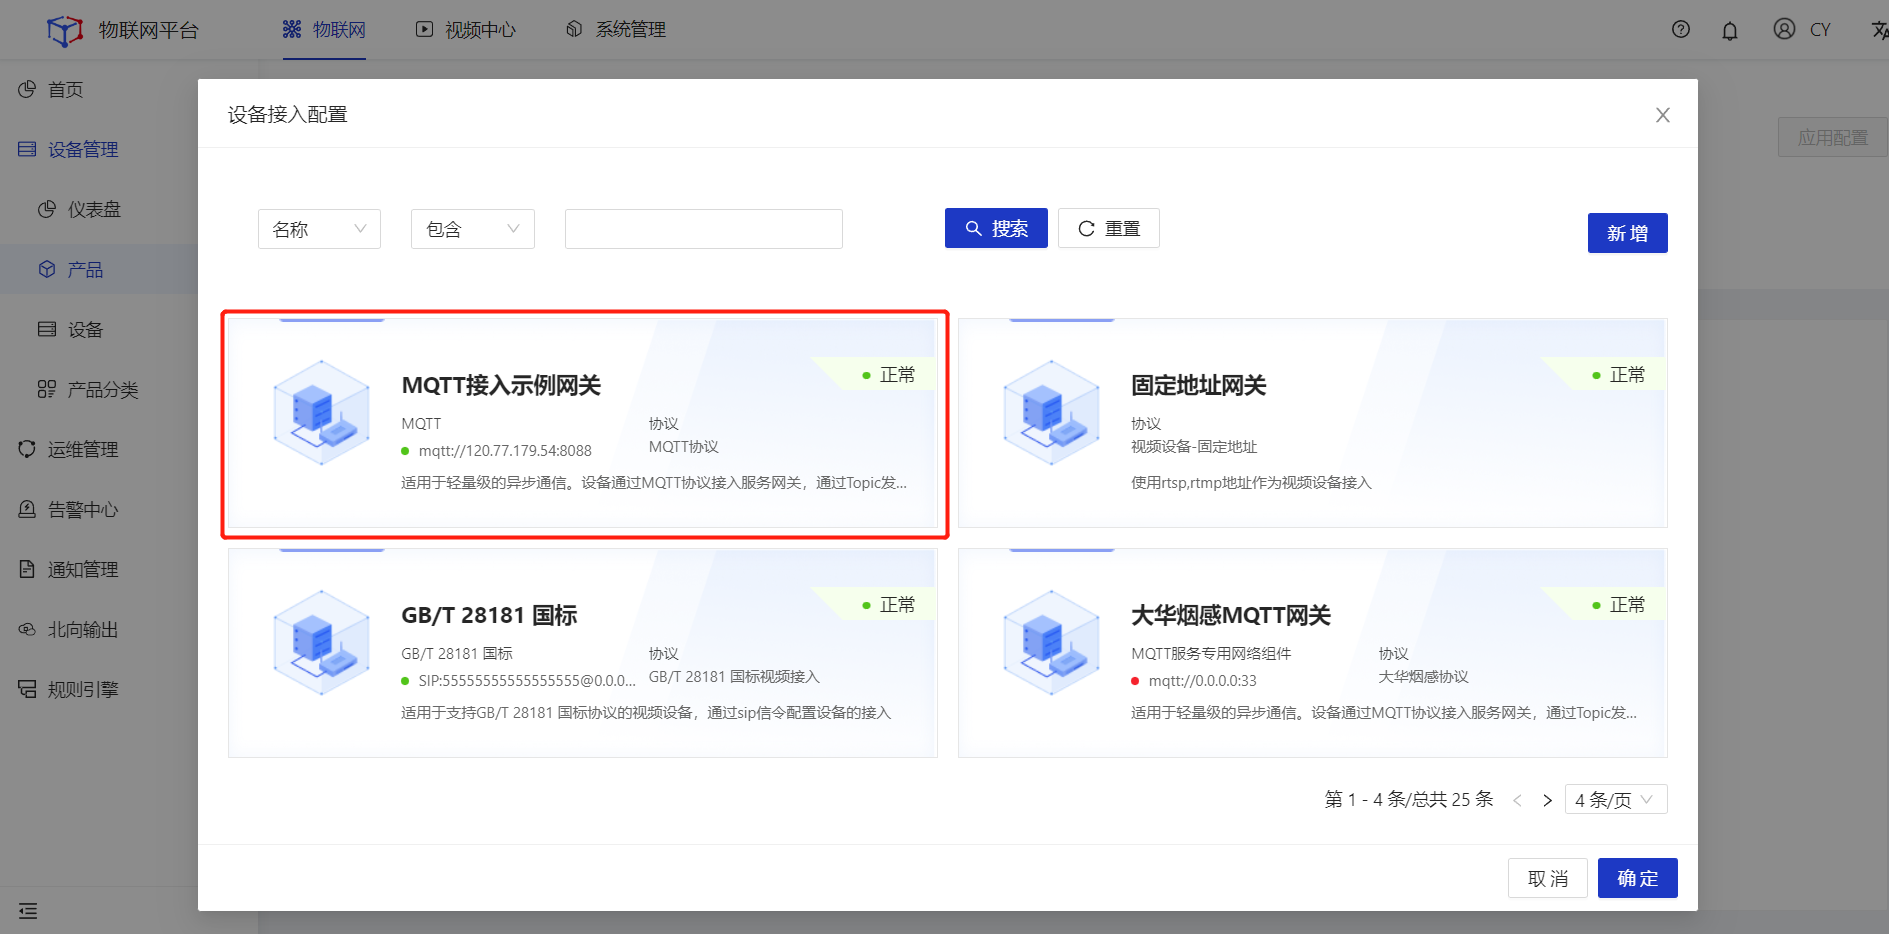 物联网平台
物联网
视频中心
系统管理
CY
首页
设备管理
仪表盘
产品
设备
产品分类
运维管理
告警中心
通知管理
北向输出
规则引擎
应用配置
设备接入配置
名称
包含
搜索
重置
新增
正常
MQTT接入示例网关
MQTT
协议
mqtt://120.77.179.54:8088
MQTT协议
适用于轻量级的异步通信。设备通过MQTT协议接入服务网关，通过Topic发...
正常
固定地址网关
协议
视频设备-固定地址
使用rtsp,rtmp地址作为视频设备接入
正常
GB/T 28181 国标
GB/T 28181 国标
协议
SIP:55555555555555555@0.0.0...
GB/T 28181 国标视频接入
适用于支持GB/T 28181 国标协议的视频设备，通过sip信令配置设备的接入
正常
大华烟感MQTT网关
MQTT服务专用网络组件
协议
mqtt://0.0.0.0:33
大华烟感协议
适用于轻量级的异步通信。设备通过MQTT协议接入服务网关，通过Topic发...
第 1 - 4 条/总共 25 条
4 条/页
取消
确定